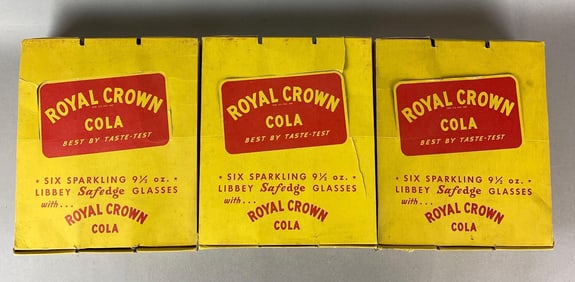 ROYAL CROWN
COLA
BEST BY TASTE-TEST
• SIX SPARKLING 9½ oz. •
LIBBEY Safedge GLASSES
with...
ROYAL CROWN
COLA
ROYAL CROWN
COLA
BEST BY TASTE-TEST
• SIX SPARKLING 9½ oz. •
LIBBEY Safedge GLASSES
with...
ROYAL CROWN
COLA
ROYAL CROWN
COLA
BEST BY TASTE-TEST
• SIX SPARKLING 9½ oz. •
LIBBEY Safedge GLASSES
with...
ROYAL CROWN
COLA